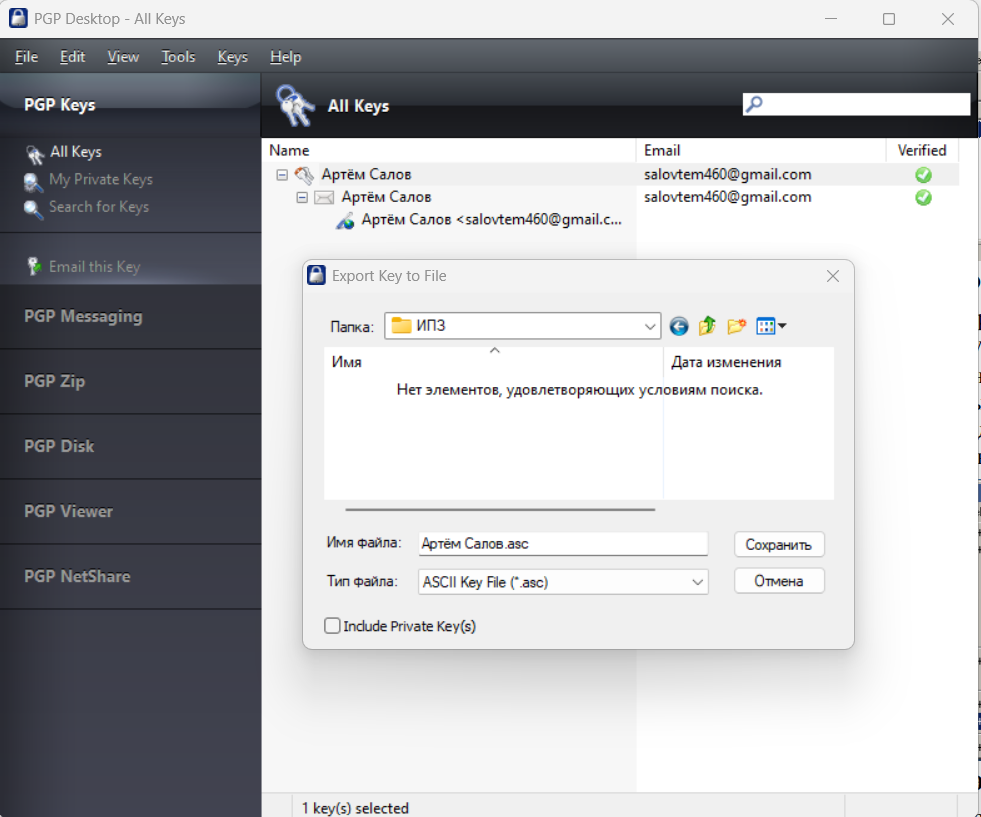 PGP Desktop - All Keys
File Edit View Tools Keys Help
PGP Keys
All Keys
My Private Keys
Search for Keys
Email this Key
PGP Messaging
PGP Zip
PGP Disk
PGP Viewer
PGP NetShare
All Keys
Name Email Verified
Артём Салов salovtem460@gmail.com
Артём Салов salovtem460@gmail.com
Артём Салов <salovtem460@gmail.c...
Export Key to File
Папка: ИПЗ
Имя Дата изменения
Нет элементов, удовлетворяющих условиям поиска.
Имя файла: Артём Салов.asc Сохранить
Тип файла: ASCII Key File (*.asc) Отмена
Include Private Key(s)
1 key(s) selected